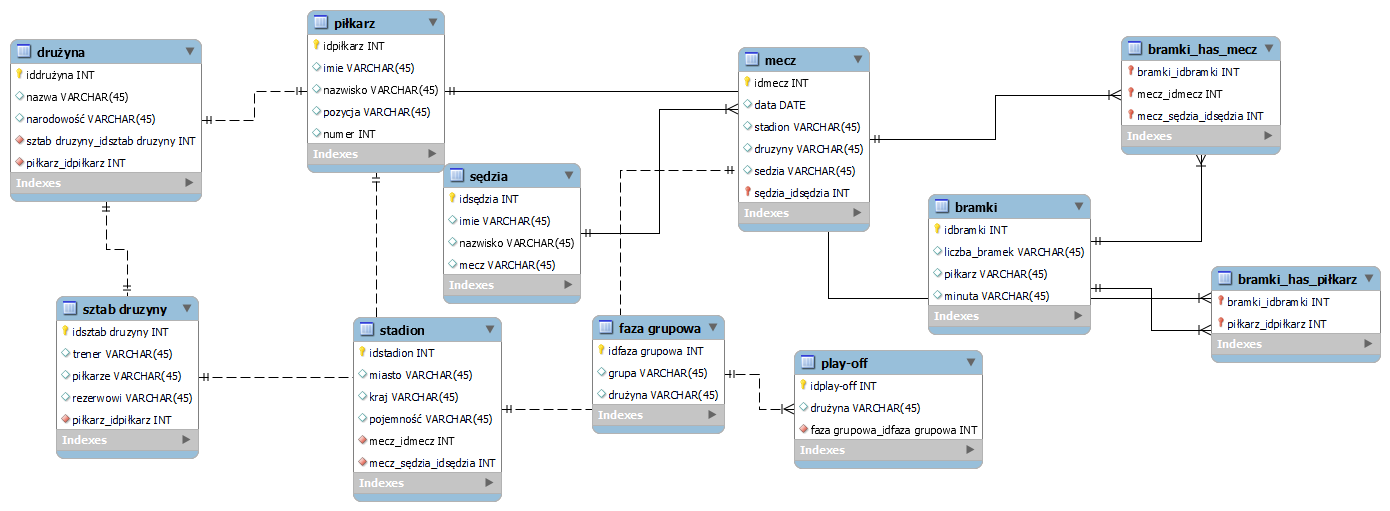 drużyna
iddrużyna INT
nazwa VARCHAR(45)
narodowość VARCHAR(45)
sztab druzyny_idsztab druzyny INT
piłkarz_idpiłkarz INT
Indexes
piłkarz
idpiłkarz INT
imie VARCHAR(45)
nazwisko VARCHAR(45)
pozycja VARCHAR(45)
numer INT
Indexes
sędzia
idsędzia INT
imie VARCHAR(45)
nazwisko VARCHAR(45)
mecz VARCHAR(45)
Indexes
mecz
idmecz INT
data DATE
stadion VARCHAR(45)
druzyny VARCHAR(45)
sedzia VARCHAR(45)
sędzia_idsędzia INT
Indexes
bramki_has_mecz
bramki_idbramki INT
mecz_idmecz INT
mecz_sędzia_idsędzia INT
Indexes
bramki
idbramki INT
liczba_bramek VARCHAR(45)
piłkarz VARCHAR(45)
minuta VARCHAR(45)
Indexes
bramki_has_piłkarz
bramki_idbramki INT
piłkarz_idpiłkarz INT
Indexes
sztab druzyny
idsztab druzyny INT
trener VARCHAR(45)
piłkarze VARCHAR(45)
rezerwowi VARCHAR(45)
piłkarz_idpiłkarz INT
Indexes
stadion
idstadion INT
miasto VARCHAR(45)
kraj VARCHAR(45)
pojemność VARCHAR(45)
mecz_idmecz INT
mecz_sędzia_idsędzia INT
Indexes
faza grupowa
idfaza grupowa INT
grupa VARCHAR(45)
drużyna VARCHAR(45)
Indexes
play-off
idplay-off INT
drużyna VARCHAR(45)
faza grupowa_idfaza grupowa INT
Indexes